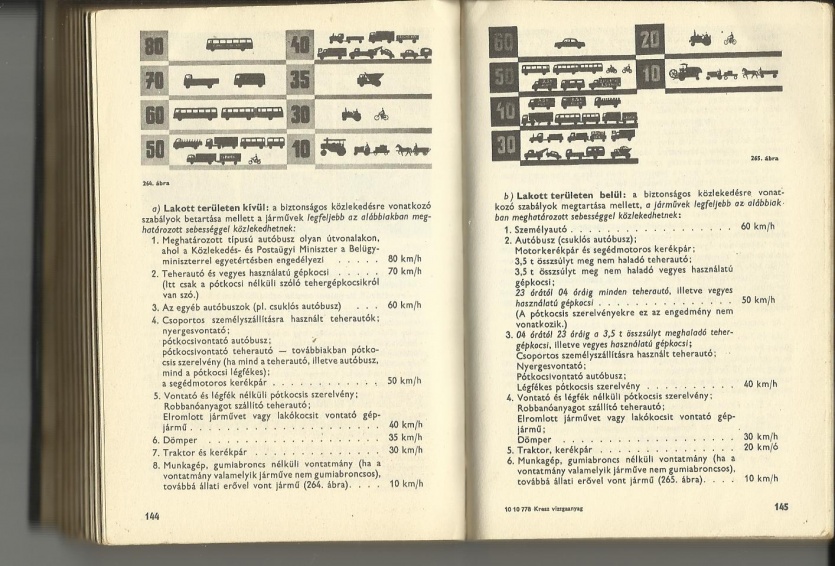 80
40
70
35
60
30
50
10
264. ábra
a) Lakott területen kívül: a biztonságos közlekedésre vonatkozó
szabályok betartása mellett a járművek legfeljebb az alábbiakban meg-
határozott sebességgel közlekedhetnek:
1. Meghatározott típusú autóbusz olyan útvonalakon,
ahol a Közlekedés- és Postaügyi Miniszter a Belügy-
miniszterrel egyetértésben engedélyezi . . . . . 80 km/h
2. Teherautó és vegyes használatú gépkocsi . . . . . 70 km/h
(Itt csak a pótkocsi nélküli szóló tehergépkocsikról
van szó.)
3. Az egyéb autóbuszok (pl. csuklós autóbusz) . . . 60 km/h
4. Csoportos személyszállításra használt teherautók;
nyergesvontató;
pótkocsivontató autóbusz;
pótkocsivontató teherautó — továbbiakban pótko-
csis szerelvény (ha mind a teherautó, illetve autóbusz,
mind a pótkocsi légfékes);
a segédmotoros kerékpár . . . . . . . . . . . . 50 km/h
5. Vontató és légfék nélküli pótkocsis szerelvény;
Robbanóanyagot szállító teherautó;
Elromlott járművet vagy lakókocsit vontató gép-
jármű . . . . . . . . . . . . . . . . . . . . . 40 km/h
6. Dömper . . . . . . . . . . . . . . . . . . . . 35 km/h
7. Traktor és kerékpár . . . . . . . . . . . . . . 30 km/h
8. Munkagép, gumiabroncs nélküli vontatmány (ha a
vontatmány valamelyik járműve nem gumiabroncsos),
továbbá állati erővel vont jármű (264. ábra). . . . 10 km/h
144
60
20
50
10
40
30
265. ábra
b) Lakott területen belül: a biztonságos közlekedésre vonat-
kozó szabályok megtartása mellett, a járművek legfeljebb az alábbiak-
ban meghatározott sebességgel közlekedhetnek:
1. Személyautó . . . . . . . . . . . . . . . . . . 60 km/h
2. Autóbusz (csuklós autóbusz);
Motorkerékpár és segédmotoros kerékpár;
3,5 t összsúlyt meg nem haladó teherautó;
3,5 t összsúlyt meg nem haladó vegyes használatú
gépkocsi;
23 órától 04 óráig minden teherautó, illetve vegyes
használatú gépkocsi . . . . . . . . . . . . . . . 50 km/h
(A pótkocsi szerelvényekre ez az engedmény nem
vonatkozik.)
3. 04 órától 23 óráig a 3,5 t összsúlyt meghaladó teher-
gépkocsi, illetve vegyes használatú gépkocsi;
Csoportos személyszállításra használt teherautó;
Nyergesvontató;
Pótkocsivontató autóbusz;
Légfékes pótkocsis szerelvény . . . . . . . . . . 40 km/h
4. Vontató és légfék nélküli pótkocsis szerelvény;
Robbanóanyagot szállító teherautó;
Elromlott járművet vagy lakókocsit vontató gép-
jármű;
Dömper . . . . . . . . . . . . . . . . . . . . . 30 km/h
5. Traktor, kerékpár . . . . . . . . . . . . . . . 20 km/ó
6. Munkagép, gumiabroncs nélküli vontatmány (ha a
vontatmány valamelyik járműve nem gumiabroncsos),
továbbá állati erővel vont jármű (265. ábra). . . . 10 km/h
10 10 778 Kresz vizsgaanyag
145